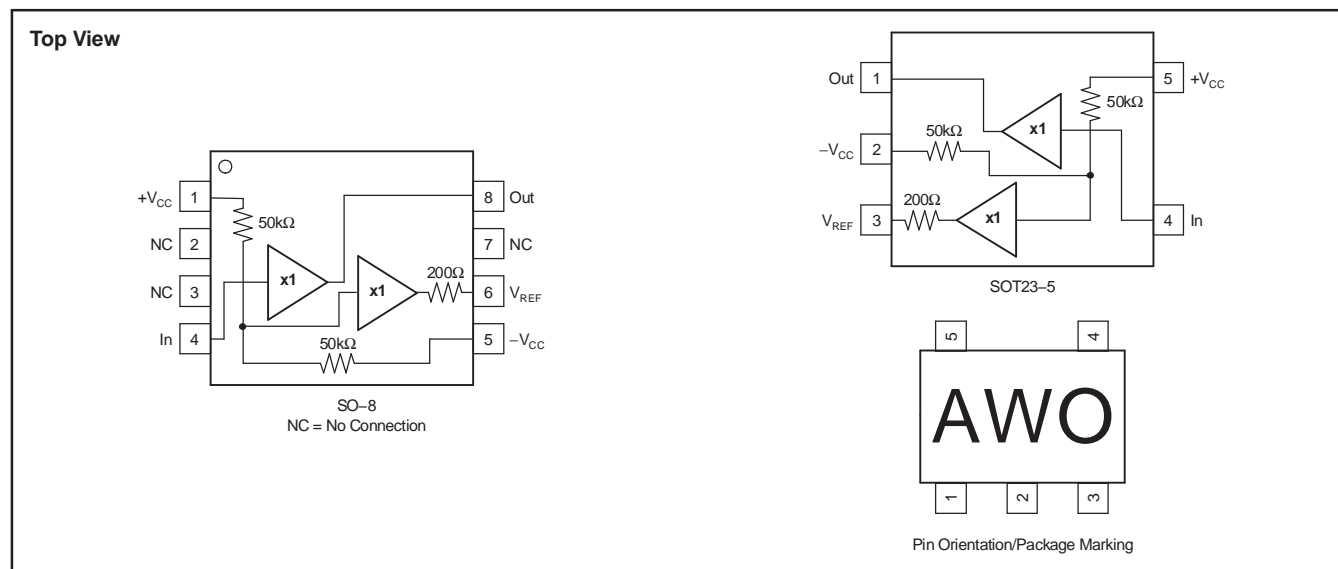 Top View
+VCC 1
50kΩ
8 Out
NC 2
7 NC
x1
x1
200Ω
NC 3
6 VREF
In 4
50kΩ
5 −VCC
SO−8
NC = No Connection
Out 1
5 +VCC
50kΩ
x1
50kΩ
−VCC 2
200Ω
VREF 3
x1
4 In
SOT23−5
5
4
AWO
1
2
3
Pin Orientation/Package Marking